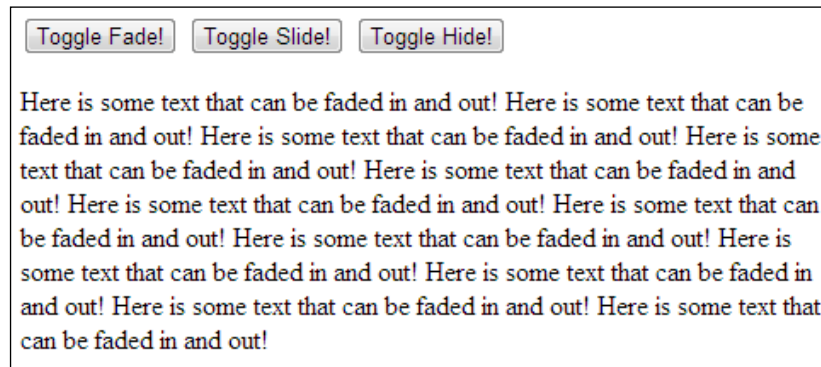 Toggle Fade! Toggle Slide! Toggle Hide!
Here is some text that can be faded in and out! Here is some text that can be
faded in and out! Here is some text that can be faded in and out! Here is some
text that can be faded in and out! Here is some text that can be faded in and
out! Here is some text that can be faded in and out! Here is some text that can
be faded in and out! Here is some text that can be faded in and out! Here is
some text that can be faded in and out! Here is some text that can be faded in
and out! Here is some text that can be faded in and out! Here is some text that
can be faded in and out!